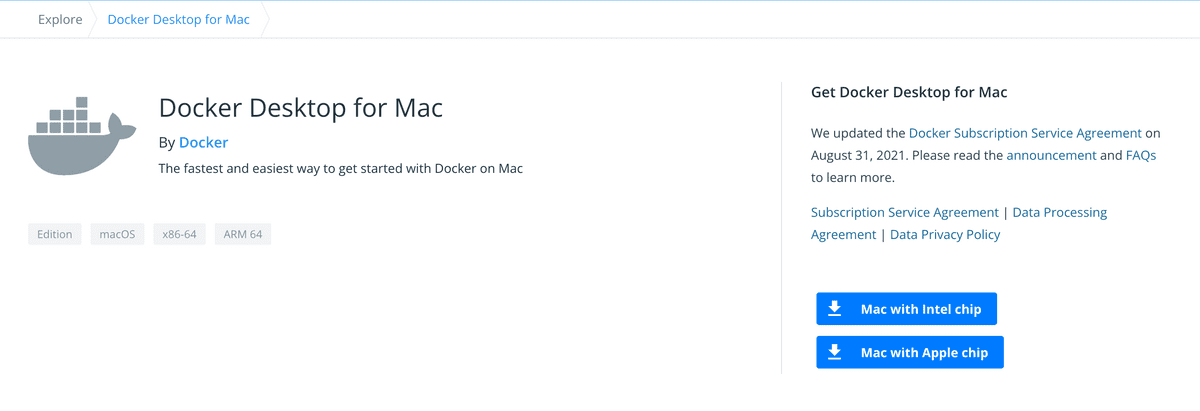 Explore
Docker Desktop for Mac
Docker Desktop for Mac
By Docker
The fastest and easiest way to get started with Docker on Mac
Edition
macOS
x86-64
ARM 64
Get Docker Desktop for Mac
We updated the Docker Subscription Service Agreement on
August 31, 2021. Please read the announcement and FAQs
to learn more.
Subscription Service Agreement | Data Processing
Agreement | Data Privacy Policy
Mac with Intel chip
Mac with Apple chip